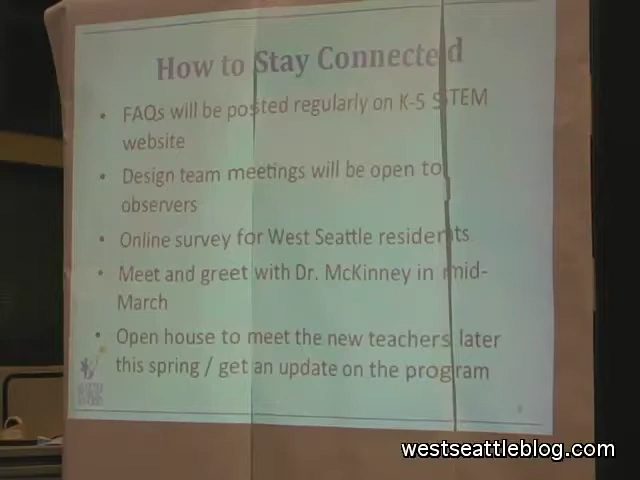 How to Stay Connected
• FAQs will be posted regularly on K-5 STEM
website
• Design team meetings will be open to
observers
• Online survey for West Seattle residents
• Meet and greet with Dr. McKinney in mid-
March
• Open house to meet the new teachers later
this spring / get an update on the program
westseattleblog.com